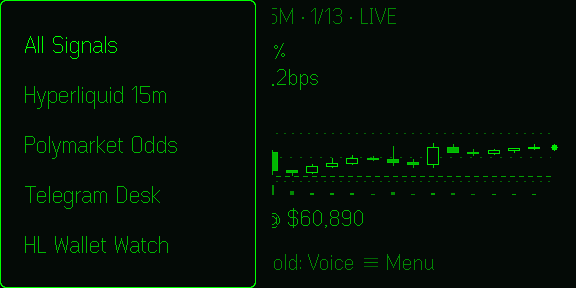 All Signals
Hyperliquid 15m
Polymarket Odds
Telegram Desk
HL Wallet Watch
5M · 1/13 · LIVE
%
.2bps
@ $60,890
old: Voice ≡ Menu